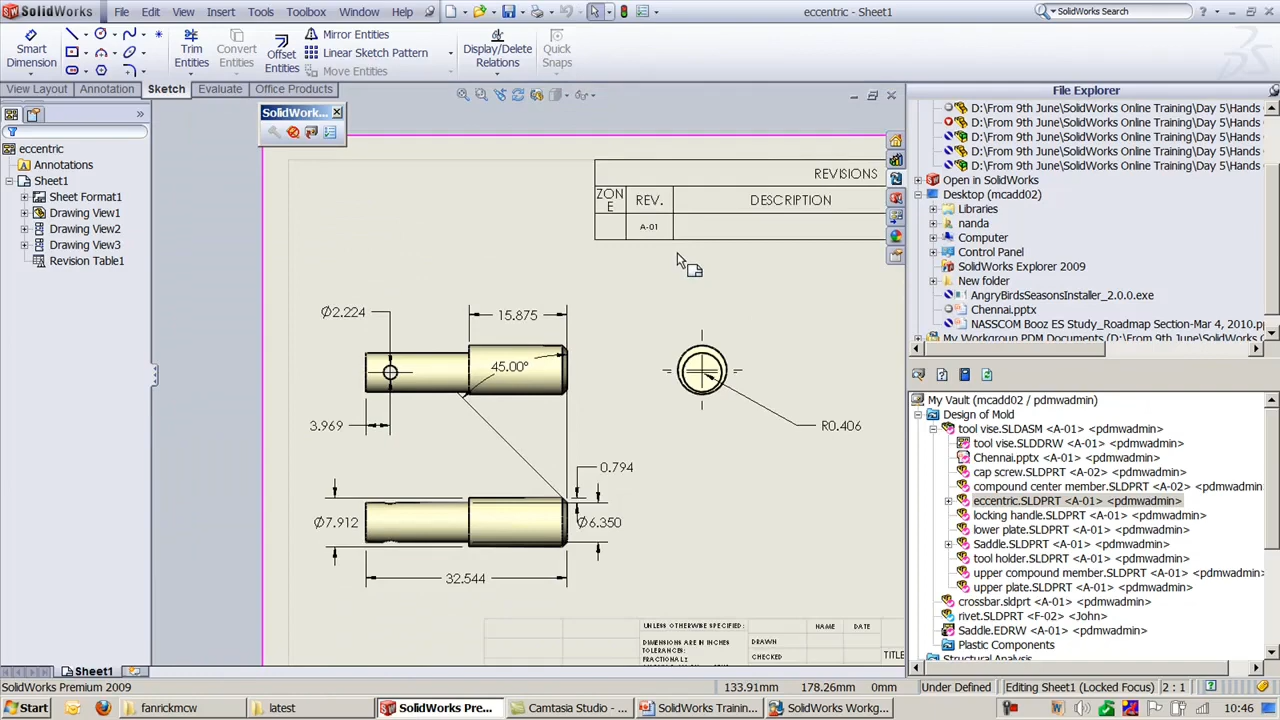 SolidWorks File Edit View Insert Tools Toolbox Window Help eccentric - Sheet1 SolidWorks Search
Smart Dimension
Trim Entities
Convert Entities
Offset Entities
Mirror Entities
Linear Sketch Pattern
Move Entities
Display/Delete Relations
Quick Snaps
View Layout Annotation Sketch Evaluate Office Products
File Explorer
SolidWork...
eccentric
Annotations
Sheet1
Sheet Format1
Drawing View1
Drawing View2
Drawing View3
Revision Table1
REVISIONS
ZONE REV. DESCRIPTION
A-01
Ø2.224
15.875
45.00°
3.969
R0.406
0.794
Ø7.912
Ø6.350
32.544
UNLESS OTHERWISE SPECIFIED:
NAME DATE
DIMENSIONS ARE IN INCHES
DRAWN
TOLERANCES:
CHECKED
TITLE
D:\From 9th June\SolidWorks Online Training\Day 5\Hands
D:\From 9th June\SolidWorks Online Training\Day 5\Hands
D:\From 9th June\SolidWorks Online Training\Day 5\Hands
D:\From 9th June\SolidWorks Online Training\Day 5\Hands
D:\From 9th June\SolidWorks Online Training\Day 5\Hands
Open in SolidWorks
Desktop (mcadd02)
Libraries
nanda
Computer
Control Panel
SolidWorks Explorer 2009
New folder
AngryBirdsSeasonsInstaller_2.0.0.exe
Chennai.pptx
NASSCOM Booz ES Study_Roadmap Section-Mar 4, 2010.p
My Workgroup PDM Documents (D:\From
My Vault (mcadd02 / pdmwadmin)
Design of Mold
tool vise.SLDASM <A-01> <pdmwadmin>
tool vise.SLDDRW <A-01> <pdmwadmin>
Chennai.pptx <A-01> <pdmwadmin>
cap screw.SLDPRT <A-02> <pdmwadmin>
compound center member.SLDPRT <A-02> <pdmwadmin
eccentric.SLDPRT <A-01> <pdmwadmin>
locking handle.SLDPRT <A-01> <pdmwadmin>
lower plate.SLDPRT <A-01> <pdmwadmin>
Saddle.SLDPRT <A-01> <pdmwadmin>
tool holder.SLDPRT <A-01> <pdmwadmin>
upper compound member.SLDPRT <A-01> <pdmwadmin>
upper plate.SLDPRT <A-01> <pdmwadmin>
crossbar.sldprt <A-01> <pdmwadmin>
rivet.SLDPRT <F-02> <John>
Saddle.EDRW <A-01> <pdmwadmin>
Plastic Components
Structural Analysis
Sheet1
SolidWorks Premium 2009 133.91mm 178.26mm 0mm Under Defined Editing Sheet1 (Locked Focus) 2 : 1
Start fanrickmcw latest SolidWorks Pre... Camtasia Studio - ... SolidWorks Trainin... SolidWorks Workg... 10:46